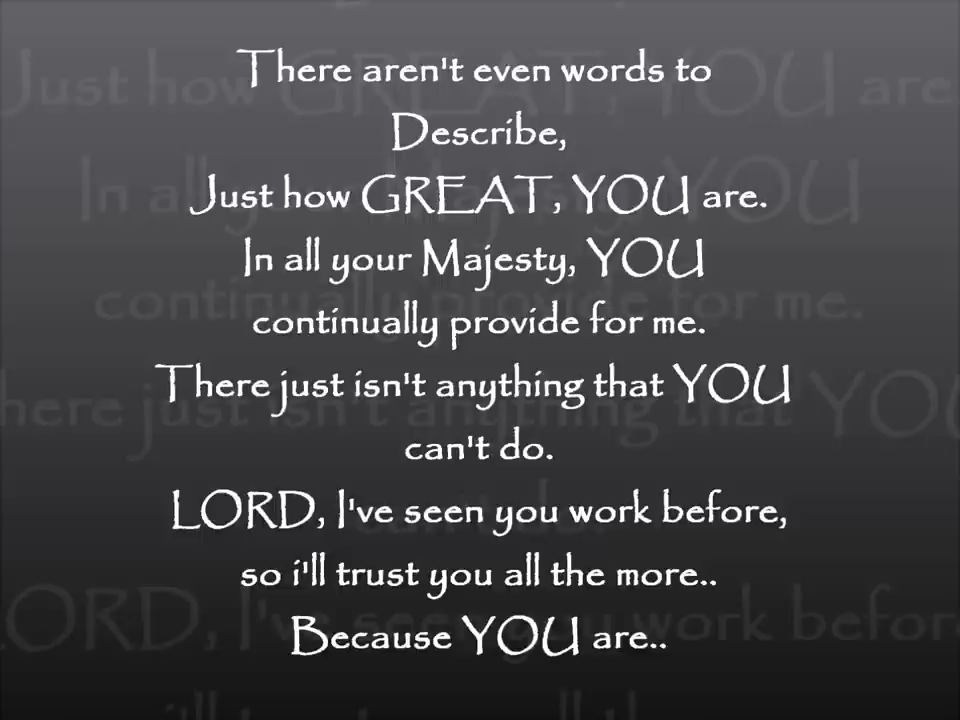 There aren't even words to
Describe,
Just how GREAT, YOU are.
In all your Majesty, YOU
continually provide for me.
There just isn't anything that YOU
can't do.
LORD, I've seen you work before,
so i'll trust you all the more..
Because YOU are..